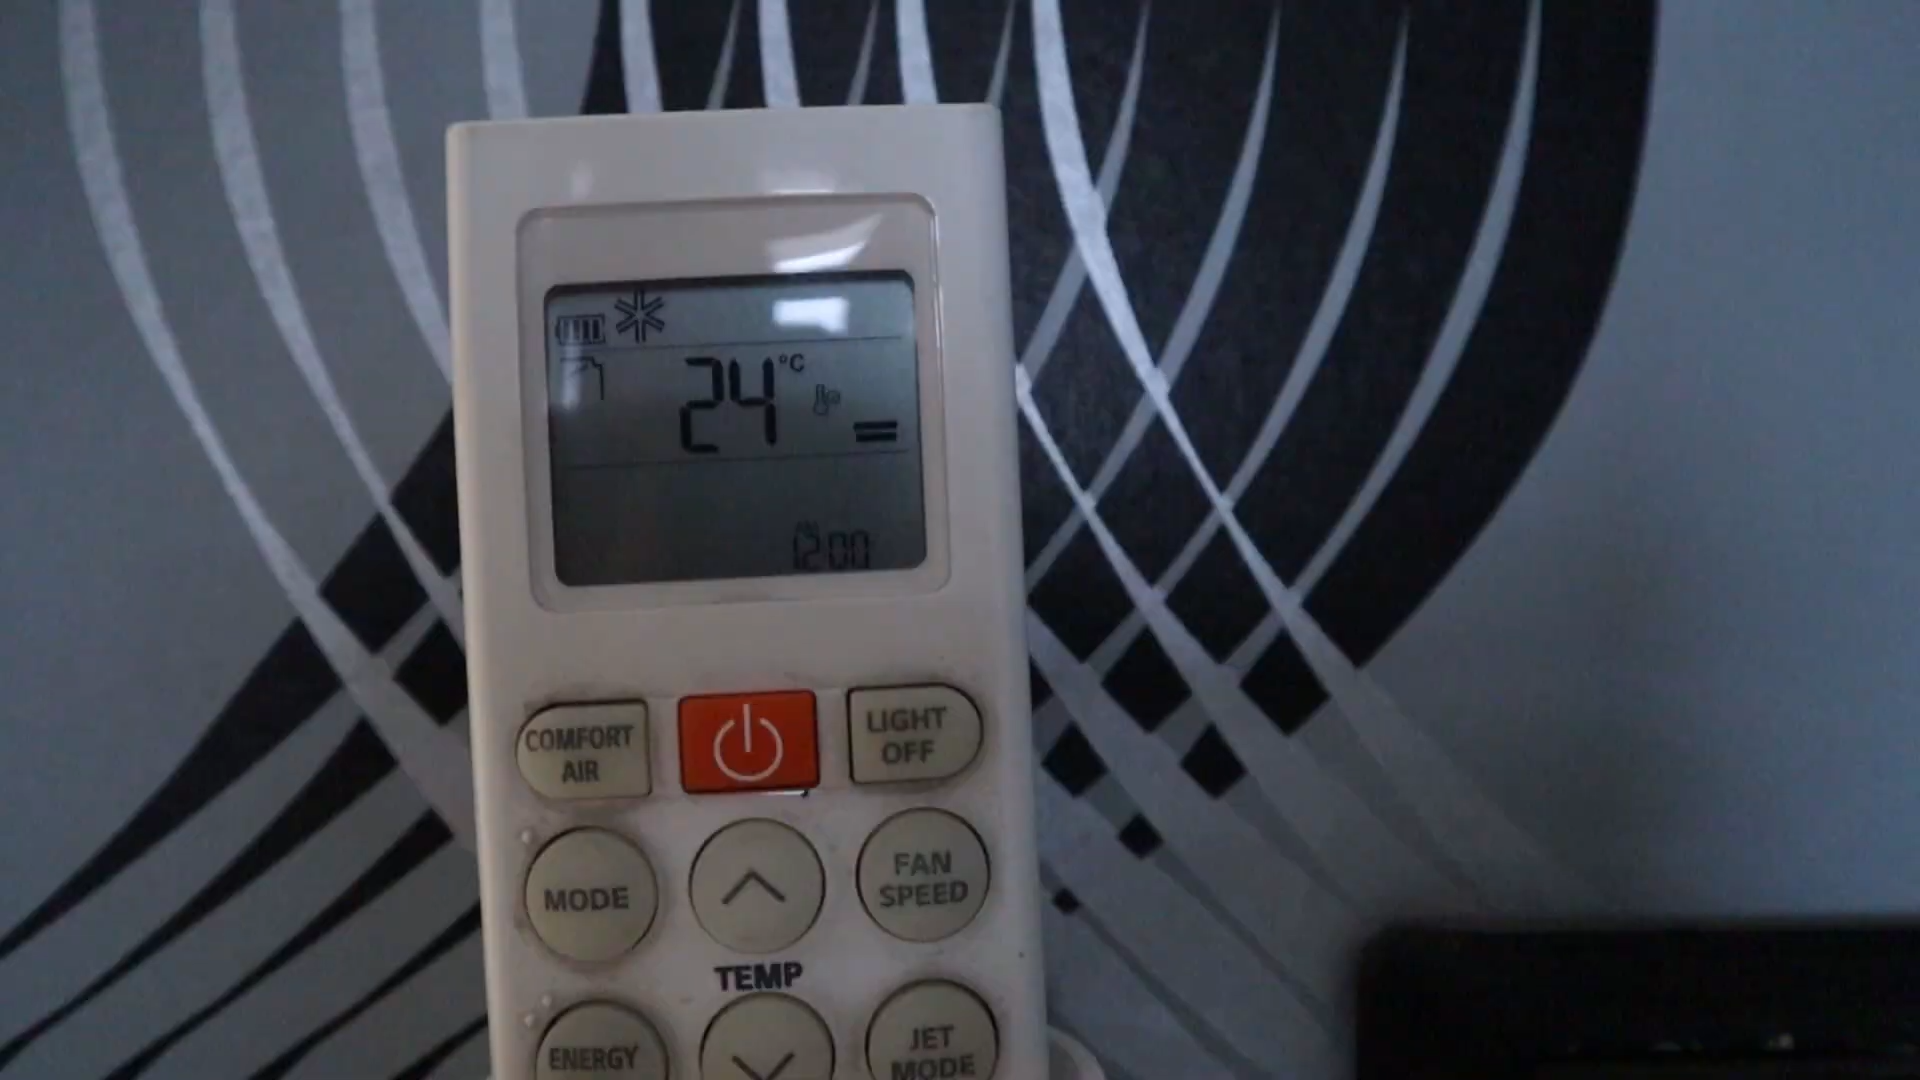 24 °C
12:00
COMFORT
AIR
LIGHT
OFF
MODE
FAN
SPEED
TEMP
ENERGY
JET
MODE